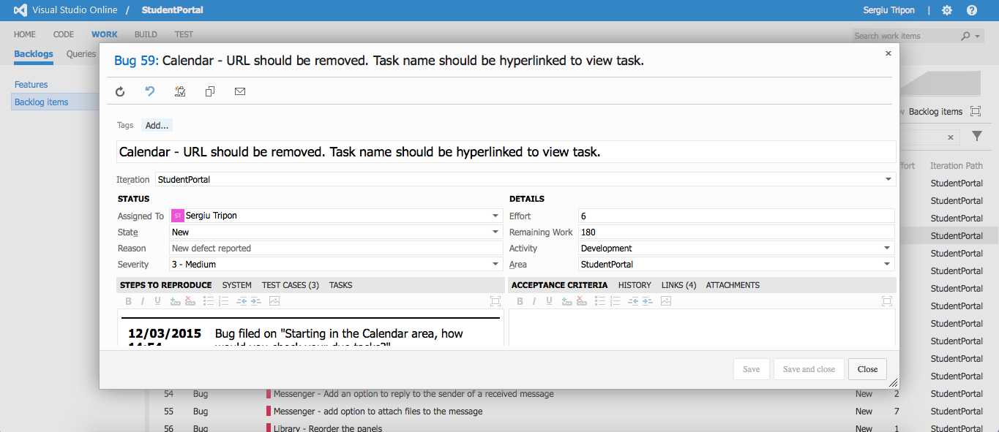 Visual Studio Online / StudentPortal Sergiu Tripon |
HOME CODE WORK BUILD TEST Search work items
Backlogs Queries
Features
Backlog items
Bug 59: Calendar - URL should be removed. Task name should be hyperlinked to view task.
Tags Add...
Calendar - URL should be removed. Task name should be hyperlinked to view task.
Iteration StudentPortal
STATUS
Assigned To ST Sergiu Tripon
State New
Reason New defect reported
Severity 3 - Medium
DETAILS
Effort 6
Remaining Work 180
Activity Development
Area StudentPortal
STEPS TO REPRODUCE SYSTEM TEST CASES (3) TASKS
B I U
12/03/2015 Bug filed on "Starting in the Calendar area, how
14:54 would you check your due tasks?"
ACCEPTANCE CRITERIA HISTORY LINKS (4) ATTACHMENTS
B I U
Save Save and close Close
Backlog items
Iteration Path
StudentPortal
StudentPortal
StudentPortal
StudentPortal
StudentPortal
StudentPortal
StudentPortal
StudentPortal
StudentPortal
StudentPortal
StudentPortal
StudentPortal
54 Bug Messenger - Add an option to reply to the sender of a received message New 2 StudentPortal
55 Bug Messenger - add option to attach files to the message New 7 StudentPortal
56 Bug Library - Reorder the panels New 1 StudentPortal